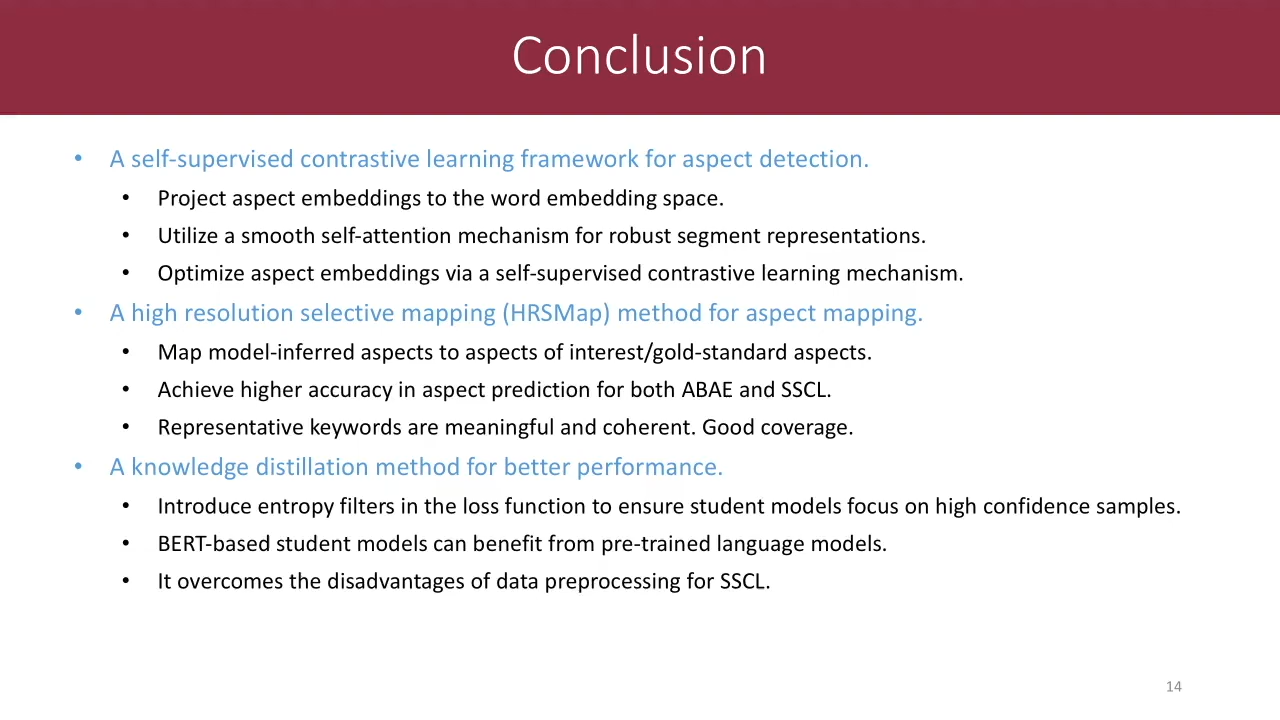 Conclusion
• A self-supervised contrastive learning framework for aspect detection.
• Project aspect embeddings to the word embedding space.
• Utilize a smooth self-attention mechanism for robust segment representations.
• Optimize aspect embeddings via a self-supervised contrastive learning mechanism.
• A high resolution selective mapping (HRSMap) method for aspect mapping.
• Map model-inferred aspects to aspects of interest/gold-standard aspects.
• Achieve higher accuracy in aspect prediction for both ABAE and SSCL.
• Representative keywords are meaningful and coherent. Good coverage.
• A knowledge distillation method for better performance.
• Introduce entropy filters in the loss function to ensure student models focus on high confidence samples.
• BERT-based student models can benefit from pre-trained language models.
• It overcomes the disadvantages of data preprocessing for SSCL.
14